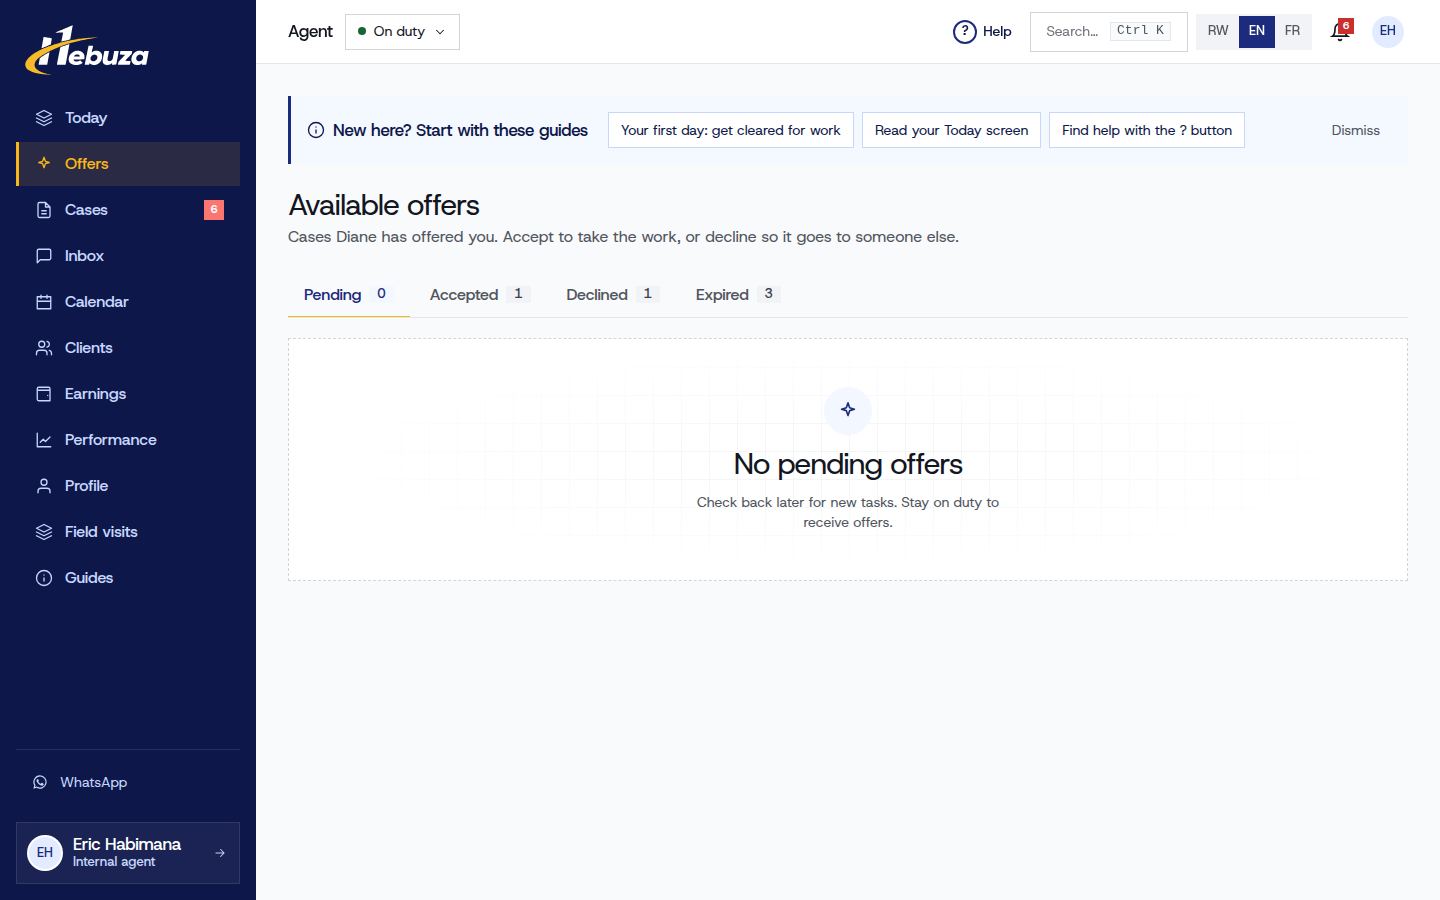 Hebuza
Today
Offers
Cases 6
Inbox
Calendar
Clients
Earnings
Performance
Profile
Field visits
Guides
WhatsApp
EH
Eric Habimana
Internal agent
Agent
On duty
? Help
Search...
Ctrl K
RW EN FR
6
EH
New here? Start with these guides
Your first day: get cleared for work
Read your Today screen
Find help with the ? button
Dismiss
Available offers
Cases Diane has offered you. Accept to take the work, or decline so it goes to someone else.
Pending 0 Accepted 1 Declined 1 Expired 3
No pending offers
Check back later for new tasks. Stay on duty to
receive offers.